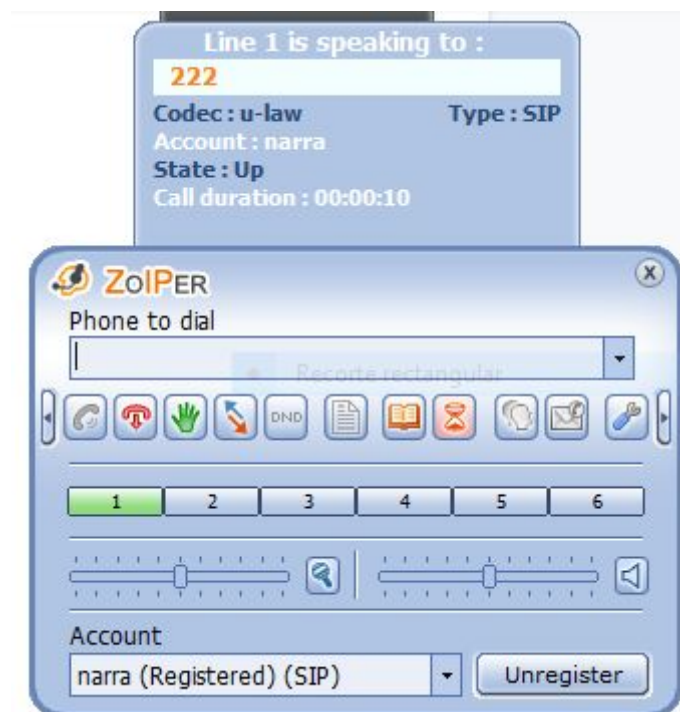 Line 1 is speaking to :
222
Codec : u-law Type : SIP
Account : narra
State : Up
Call duration : 00:00:10
ZoIPER
Phone to dial
Recorte rectangular
DND
1 2 3 4 5 6
Account
narra (Registered) (SIP) Unregister